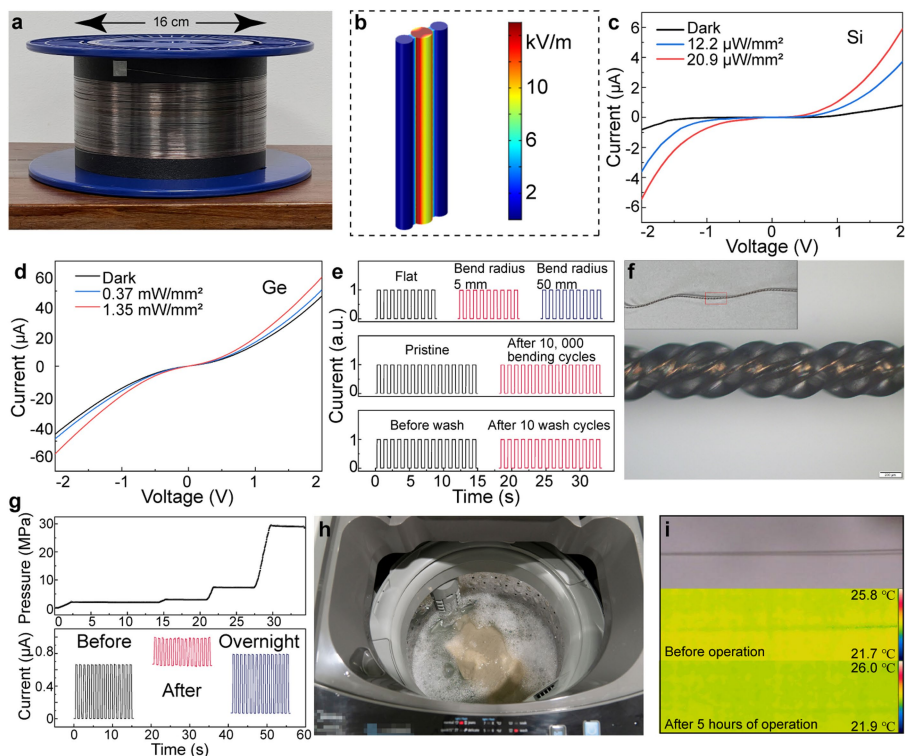 a
16 cm
b
kV/m
10
6
2
c
Dark
12.2 µW/mm²
20.9 µW/mm²
Si
Current (µA)
6
4
2
0
-2
-4
-6
-2
-1
0
1
2
Voltage (V)
d
Dark
0.37 mW/mm²
1.35 mW/mm²
Ge
Current (µA)
60
40
20
0
-20
-40
-60
-2
-1
0
1
2
Voltage (V)
e
Flat
Bend radius
5 mm
Bend radius
50 mm
Pristine
After 10, 000
bending cycles
Before wash
After 10 wash cycles
Cuurent (a.u.)
1
0
1
0
1
0
0
5
10
15
20
25
30
35
Time (s)
f
g
Pressure (MPa)
30
20
10
0
0
5
10
15
20
25
30
Before
After
Overnight
Current (µA)
0.8
0.4
0
0
10
20
30
40
50
60
Time (s)
h
i
25.8 °C
Before operation
21.7 °C
26.0 °C
After 5 hours of operation
21.9 °C